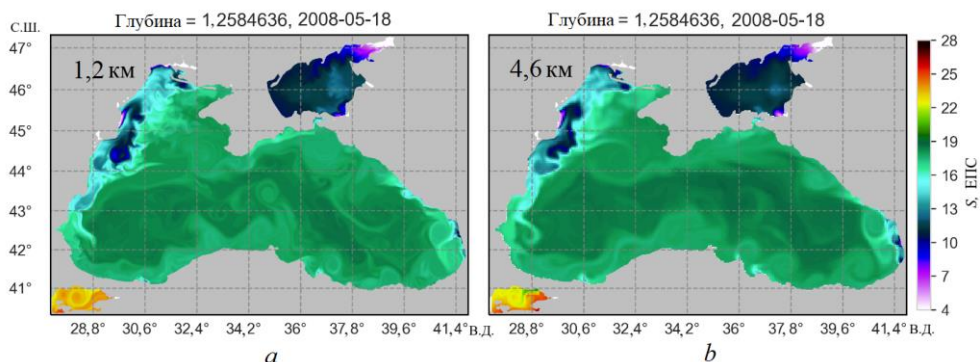 Глубина = 1,2584636, 2008-05-18
С.Ш.
47°
46°
45°
44°
43°
42°
41°
1,2 км
28,8° 30,6° 32,4° 34,2° 36° 37,8° 39,6° 41,4° В.Д.
a
Глубина = 1,2584636, 2008-05-18
4,6 км
28,8° 30,6° 32,4° 34,2° 36° 37,8° 39,6° 41,4° В.Д.
b
28
25
22
19
16
13
10
7
4
S, ЕПС